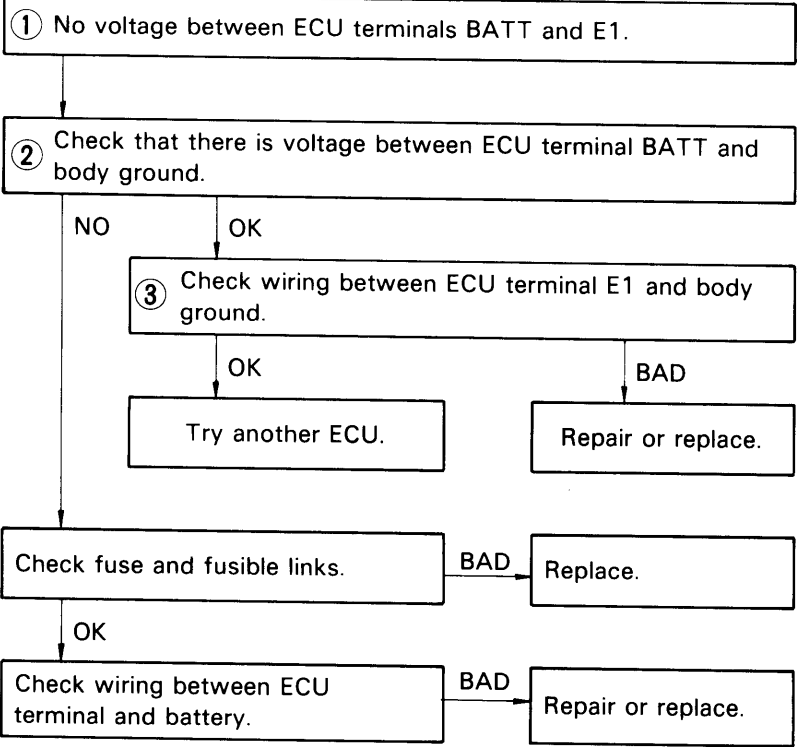 ① No voltage between ECU terminals BATT and E1.
② Check that there is voltage between ECU terminal BATT and
body ground.
NO
OK
③ Check wiring between ECU terminal E1 and body
ground.
OK
BAD
Try another ECU.
Repair or replace.
Check fuse and fusible links.
BAD
Replace.
OK
Check wiring between ECU
terminal and battery.
BAD
Repair or replace.